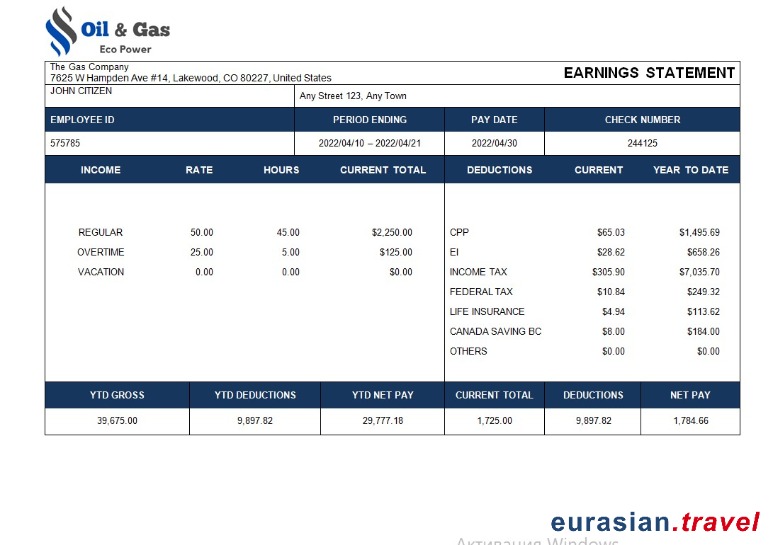 Oil & Gas
Eco Power
The Gas Company
7625 W Hampden Ave #14, Lakewood, CO 80227, United States
EARNINGS STATEMENT
JOHN CITIZEN
Any Street 123, Any Town
EMPLOYEE ID PERIOD ENDING PAY DATE CHECK NUMBER
575785 2022/04/10 – 2022/04/21 2022/04/30 244125
INCOME RATE HOURS CURRENT TOTAL DEDUCTIONS CURRENT YEAR TO DATE
REGULAR 50.00 45.00 $2,250.00 CPP $65.03 $1,495.69
OVERTIME 25.00 5.00 $125.00 EI $28.62 $658.26
VACATION 0.00 0.00 $0.00 INCOME TAX $305.90 $7,035.70
FEDERAL TAX $10.84 $249.32
LIFE INSURANCE $4.94 $113.62
CANADA SAVING BC $8.00 $184.00
OTHERS $0.00 $0.00
YTD GROSS YTD DEDUCTIONS YTD NET PAY CURRENT TOTAL DEDUCTIONS NET PAY
39,675.00 9,897.82 29,777.18 1,725.00 9,897.82 1,784.66
eurasian.travel
Активация Windows